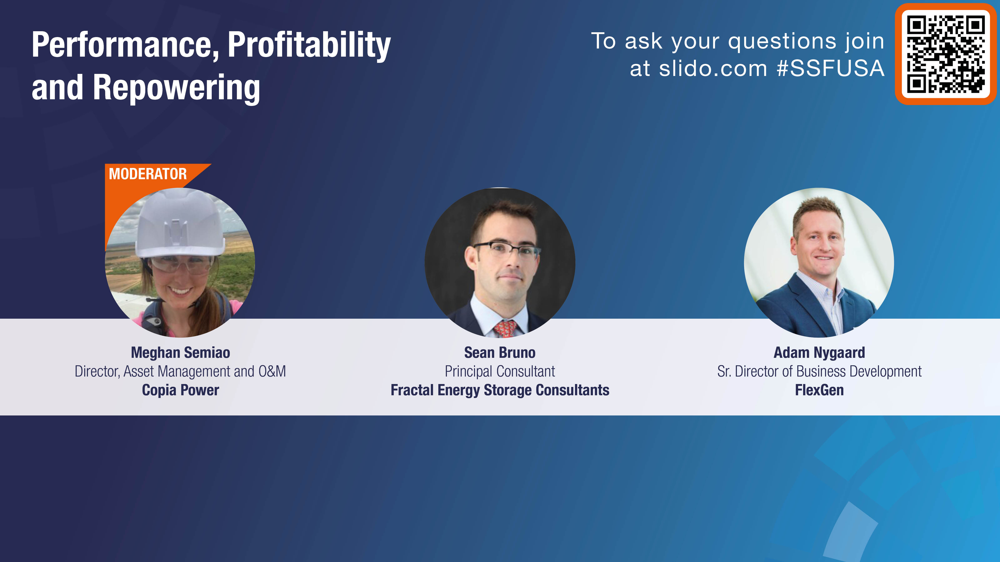 Performance, Profitability
and Repowering
To ask your questions join
at slido.com #SSFUSA
MODERATOR
Meghan Semiao
Director, Asset Management and O&M
Copia Power
Sean Bruno
Principal Consultant
Fractal Energy Storage Consultants
Adam Nygaard
Sr. Director of Business Development
FlexGen